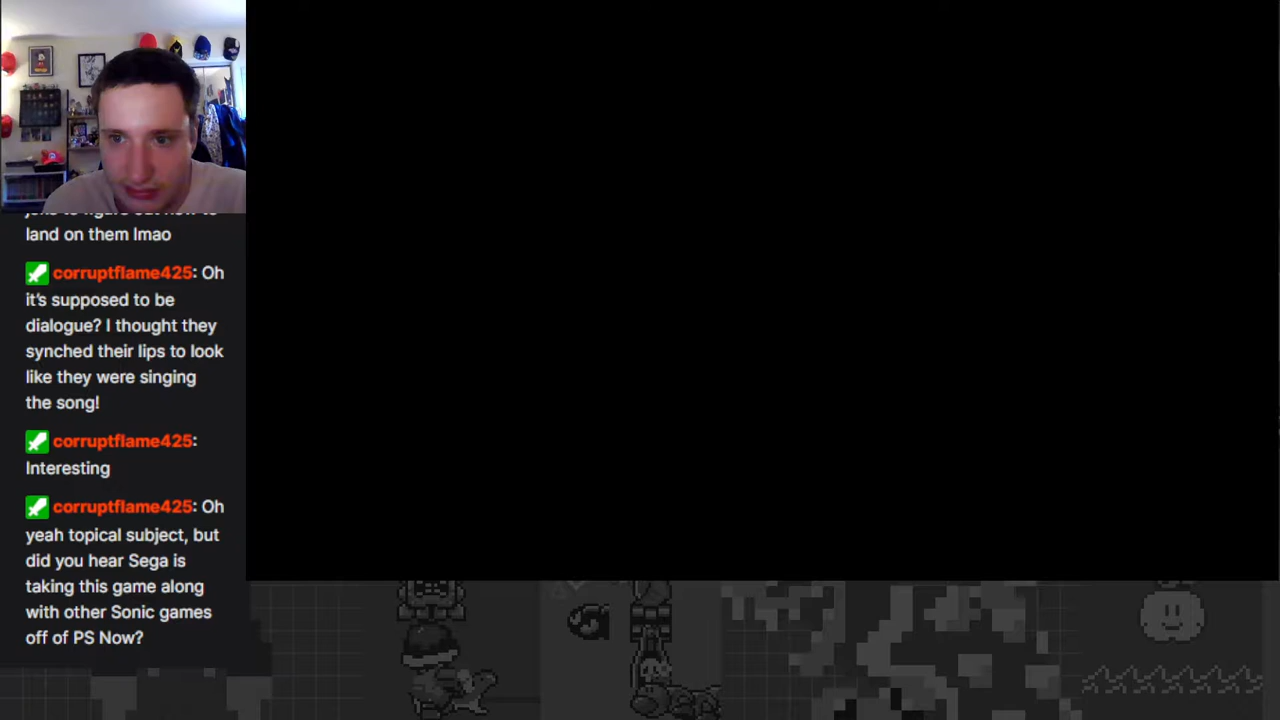 land on them lmao
corruptflame425: Oh
it's supposed to be
dialogue? I thought they
synched their lips to look
like they were singing
the song!
corruptflame425:
Interesting
corruptflame425: Oh
yeah topical subject, but
did you hear Sega is
taking this game along
with other Sonic games
off of PS Now?